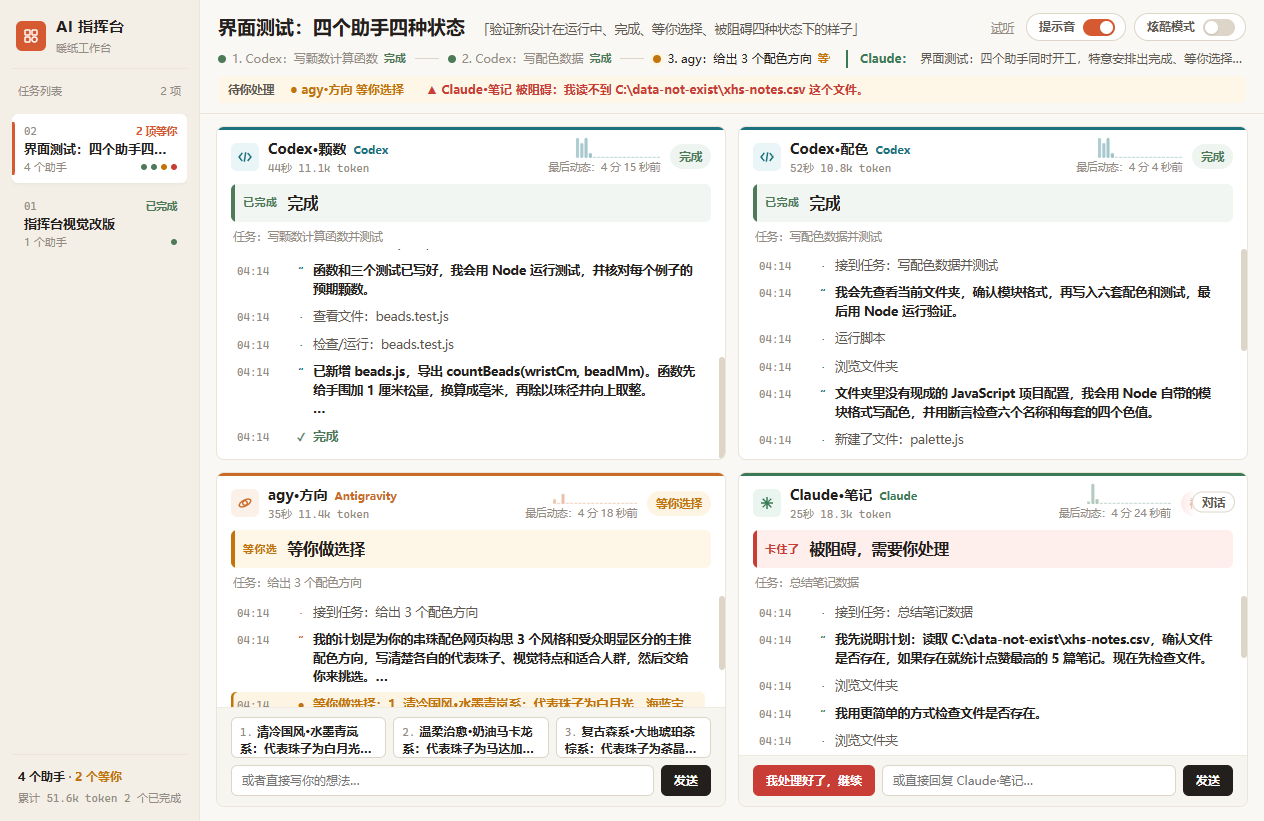 AI 指挥台
暖纸工作台
任务列表 2 项
02 2 项等你
界面测试：四个助手四...
4 个助手
01 已完成
指挥台视觉改版
1 个助手
4 个助手 · 2 个等你
累计 51.6k token 2 个已完成
界面测试：四个助手四种状态 「验证新设计在运行中、完成、等你选择、被阻碍四种状态下的样子」 试听 提示音 炫酷模式
1. Codex：写颗数计算函数 完成 2. Codex：写配色数据 完成 3. agy：给出 3 个配色方向 等 Claude： 界面测试：四个助手同时开工，特意安排出完成、等你选择...
待你处理 agy·方向 等你选择 ▲ Claude·笔记 被阻碍：我读不到 C:\data-not-exist\xhs-notes.csv 这个文件。
Codex·颗数 Codex
44秒 11.1k token
最后动态：4 分 15 秒前 完成
已完成 完成
任务：写颗数计算函数并测试
04:14 “ 函数和三个测试已写好，我会用 Node 运行测试，并核对每个例子的
预期颗数。
04:14 · 查看文件：beads.test.js
04:14 · 检查/运行：beads.test.js
04:14 “ 已新增 beads.js，导出 countBeads(wristCm, beadMm)。函数先
给手围加 1 厘米松量，换算成毫米，再除以珠径并向上取整。
...
04:14 ✓ 完成
Codex·配色 Codex
52秒 10.8k token
最后动态：4 分 4 秒前 完成
已完成 完成
任务：写配色数据并测试
04:14 · 接到任务：写配色数据并测试
04:14 “ 我会先查看当前文件夹，确认模块格式，再写入六套配色和测试，最
后用 Node 运行验证。
04:14 · 运行脚本
04:14 · 浏览文件夹
04:14 “ 文件夹里没有现成的 JavaScript 项目配置，我会用 Node 自带的模
块格式写配色，并用断言检查六个名称和每套的四个色值。
04:14 · 新建了文件：palette.js
agy·方向 Antigravity
35秒 11.4k token
最后动态：4 分 18 秒前 等你选择
等你选 等你做选择
任务：给出 3 个配色方向
04:14 · 接到任务：给出 3 个配色方向
04:14 “ 我的计划是为你的串珠配色网页构思 3 个风格和受众明显区分的主推
配色方向，写清楚各自的代表珠子、视觉特点和适合人群，然后交给
你来挑选。...
04:14 ● 等你做选择：1. 清冷国风·水墨青岚系：代表珠子为白月光、海蓝宝
1. 清冷国风·水墨青岚
系：代表珠子为白月光...
2. 温柔治愈·奶油马卡龙
系：代表珠子为马达加...
3. 复古森系·大地琥珀茶
棕系：代表珠子为茶晶...
或者直接写你的想法... 发送
Claude·笔记 Claude
25秒 18.3k token
最后动态：4 分 24 秒前 对话
卡住了 被阻碍，需要你处理
任务：总结笔记数据
04:14 · 接到任务：总结笔记数据
04:14 “ 我先说明计划：读取 C:\data-not-exist\xhs-notes.csv，确认文件
是否存在，如果存在就统计点赞最高的 5 篇笔记。现在先检查文件。
04:14 · 浏览文件夹
04:14 “ 我用更简单的方式检查文件是否存在。
04:14 · 浏览文件夹
我处理好了，继续 或直接回复 Claude·笔记... 发送